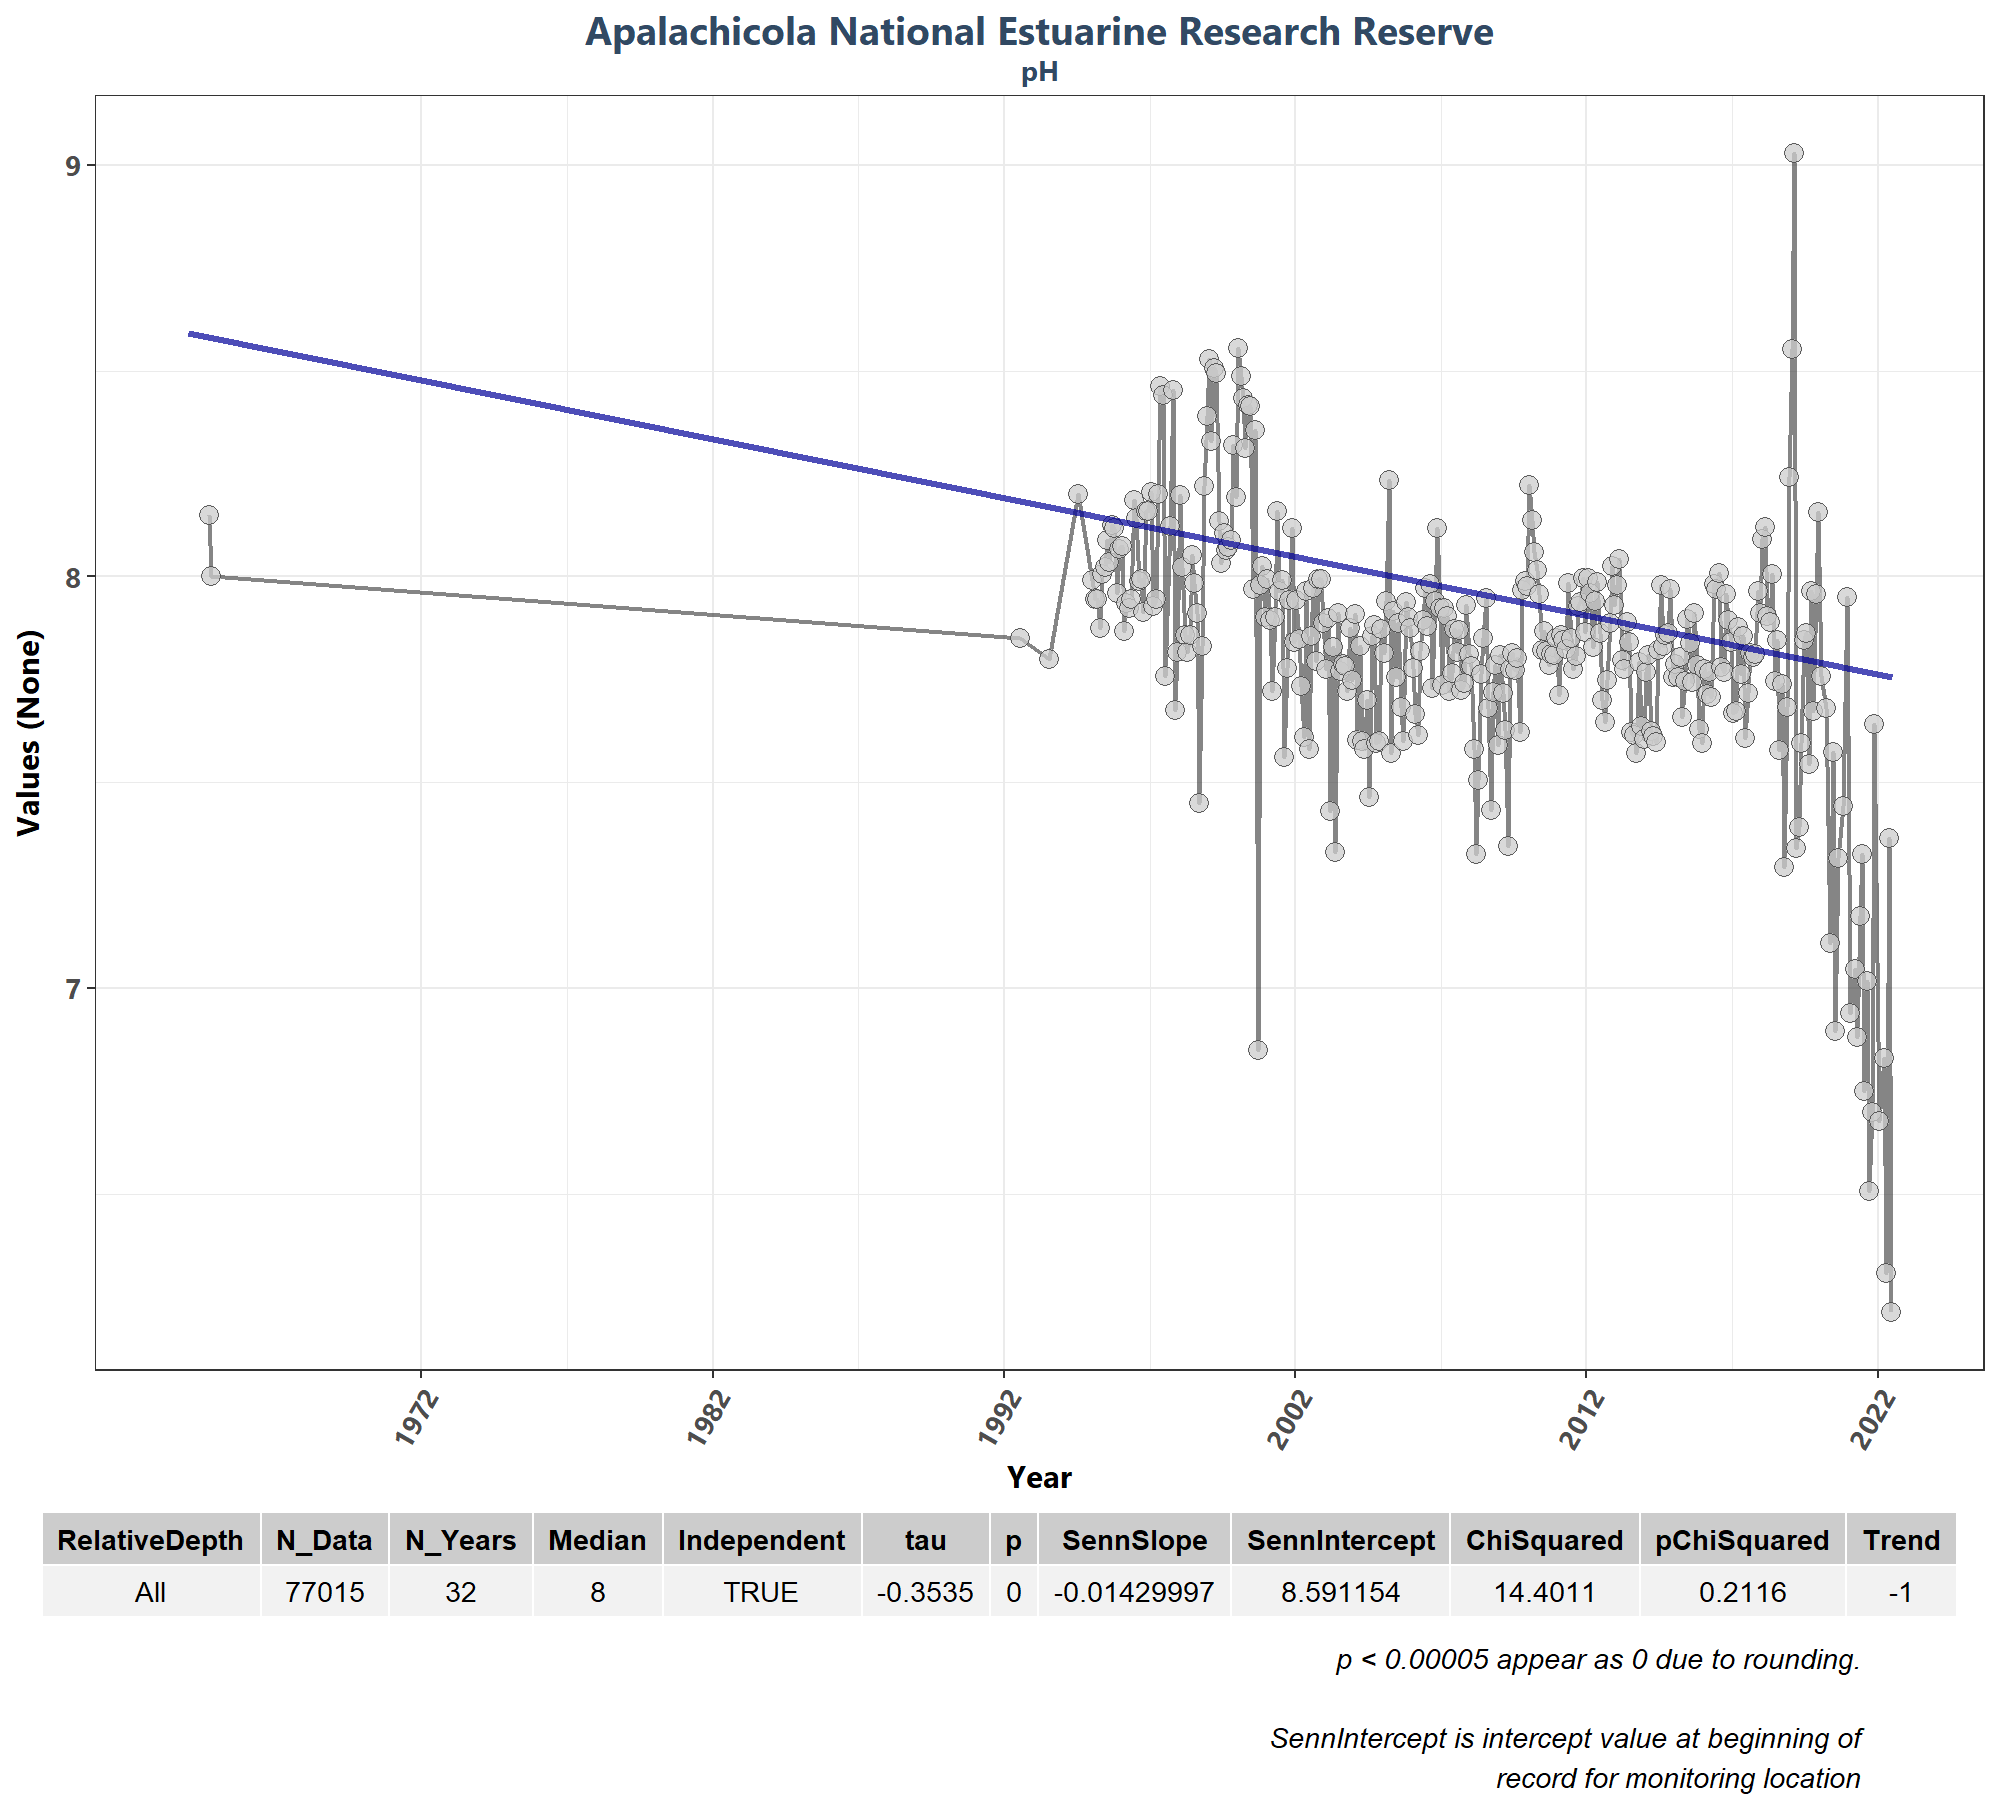 Apalachicola National Estuarine Research Reserve
pH
Values (None)
9
8
7
1972
1982
1992
2002
2012
2022
Year
RelativeDepth N_Data N_Years Median Independent tau p SennSlope SennIntercept ChiSquared pChiSquared Trend
All 77015 32 8 TRUE -0.3535 0 -0.01429997 8.591154 14.4011 0.2116 -1
p < 0.00005 appear as 0 due to rounding.
SennIntercept is intercept value at beginning of
record for monitoring location